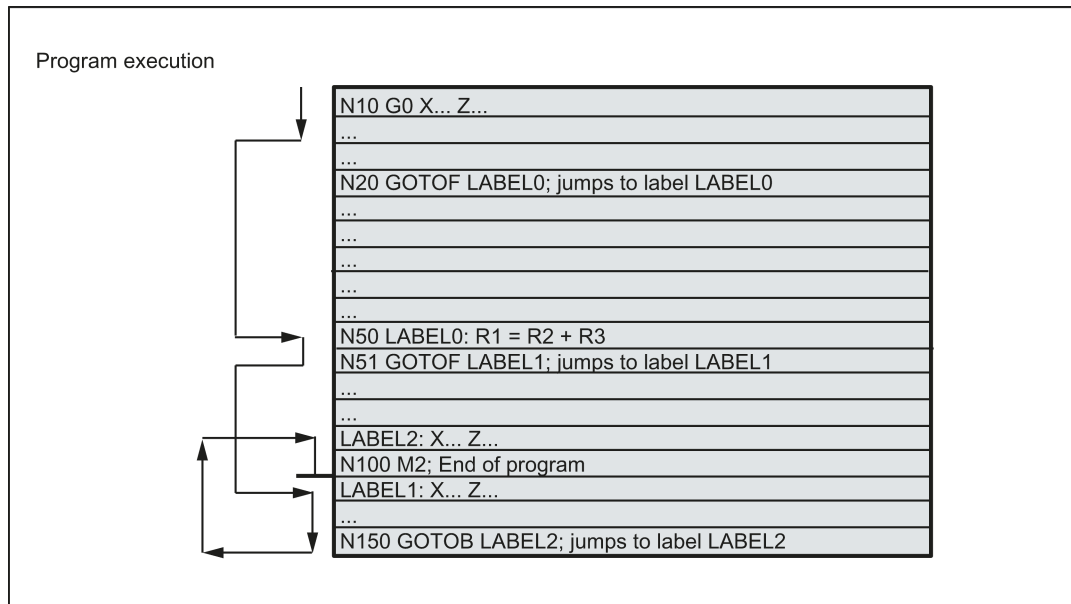 Program execution
N10 G0 X... Z...
...
...
N20 GOTOF LABEL0; jumps to label LABEL0
...
...
...
...
...
N50 LABEL0: R1 = R2 + R3
N51 GOTOF LABEL1; jumps to label LABEL1
...
...
LABEL2: X... Z...
N100 M2; End of program
LABEL1: X... Z...
...
N150 GOTOB LABEL2; jumps to label LABEL2